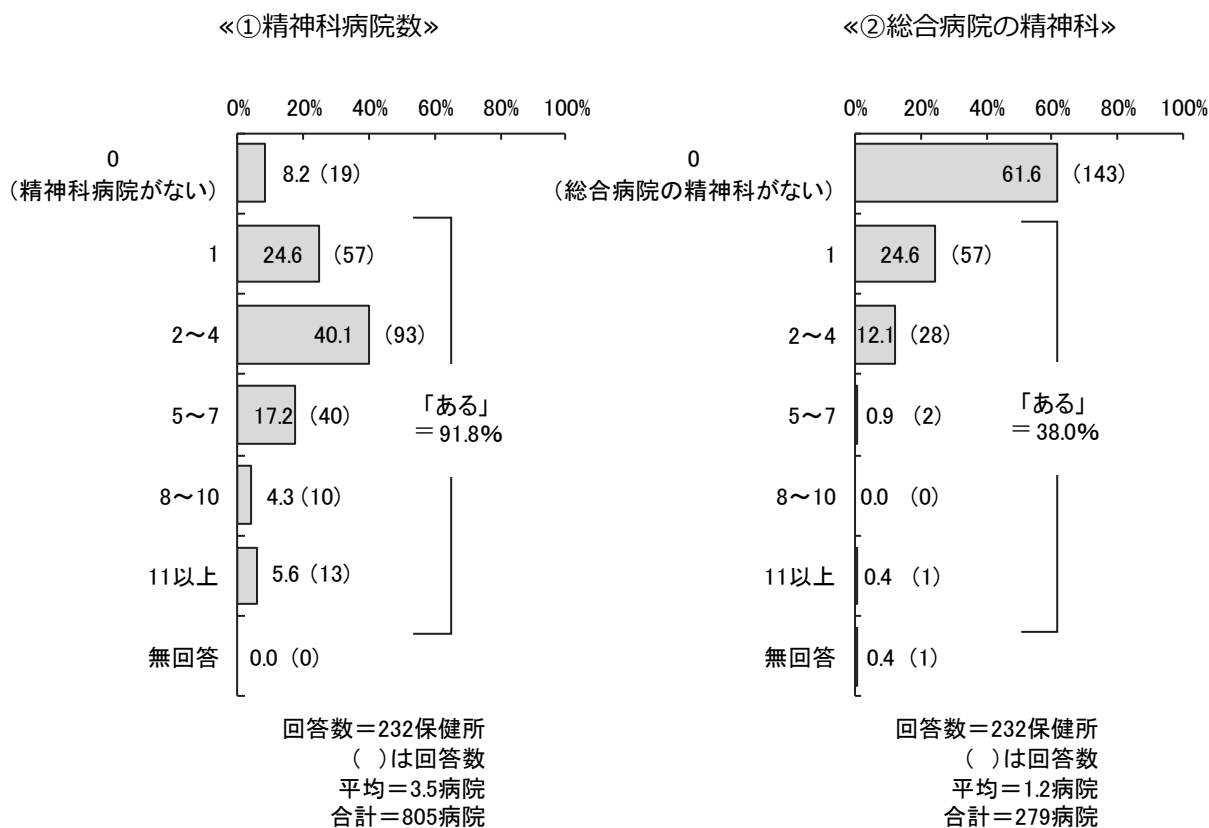 ≪①精神科病院数≫
0% 20% 40% 60% 80% 100%
0
（精神科病院がない）
8.2（19）
1
24.6（57）
2～4
40.1（93）
5～7
17.2（40）
8～10
4.3（10）
11以上
5.6（13）
無回答
0.0（0）
「ある」
＝91.8%
回答数＝232保健所
（　）は回答数
平均＝3.5病院
合計＝805病院
≪②総合病院の精神科≫
0% 20% 40% 60% 80% 100%
0
（総合病院の精神科がない）
61.6（143）
1
24.6（57）
2～4
12.1（28）
5～7
0.9（2）
8～10
0.0（0）
11以上
0.4（1）
無回答
0.4（1）
「ある」
＝38.0%
回答数＝232保健所
（　）は回答数
平均＝1.2病院
合計＝279病院